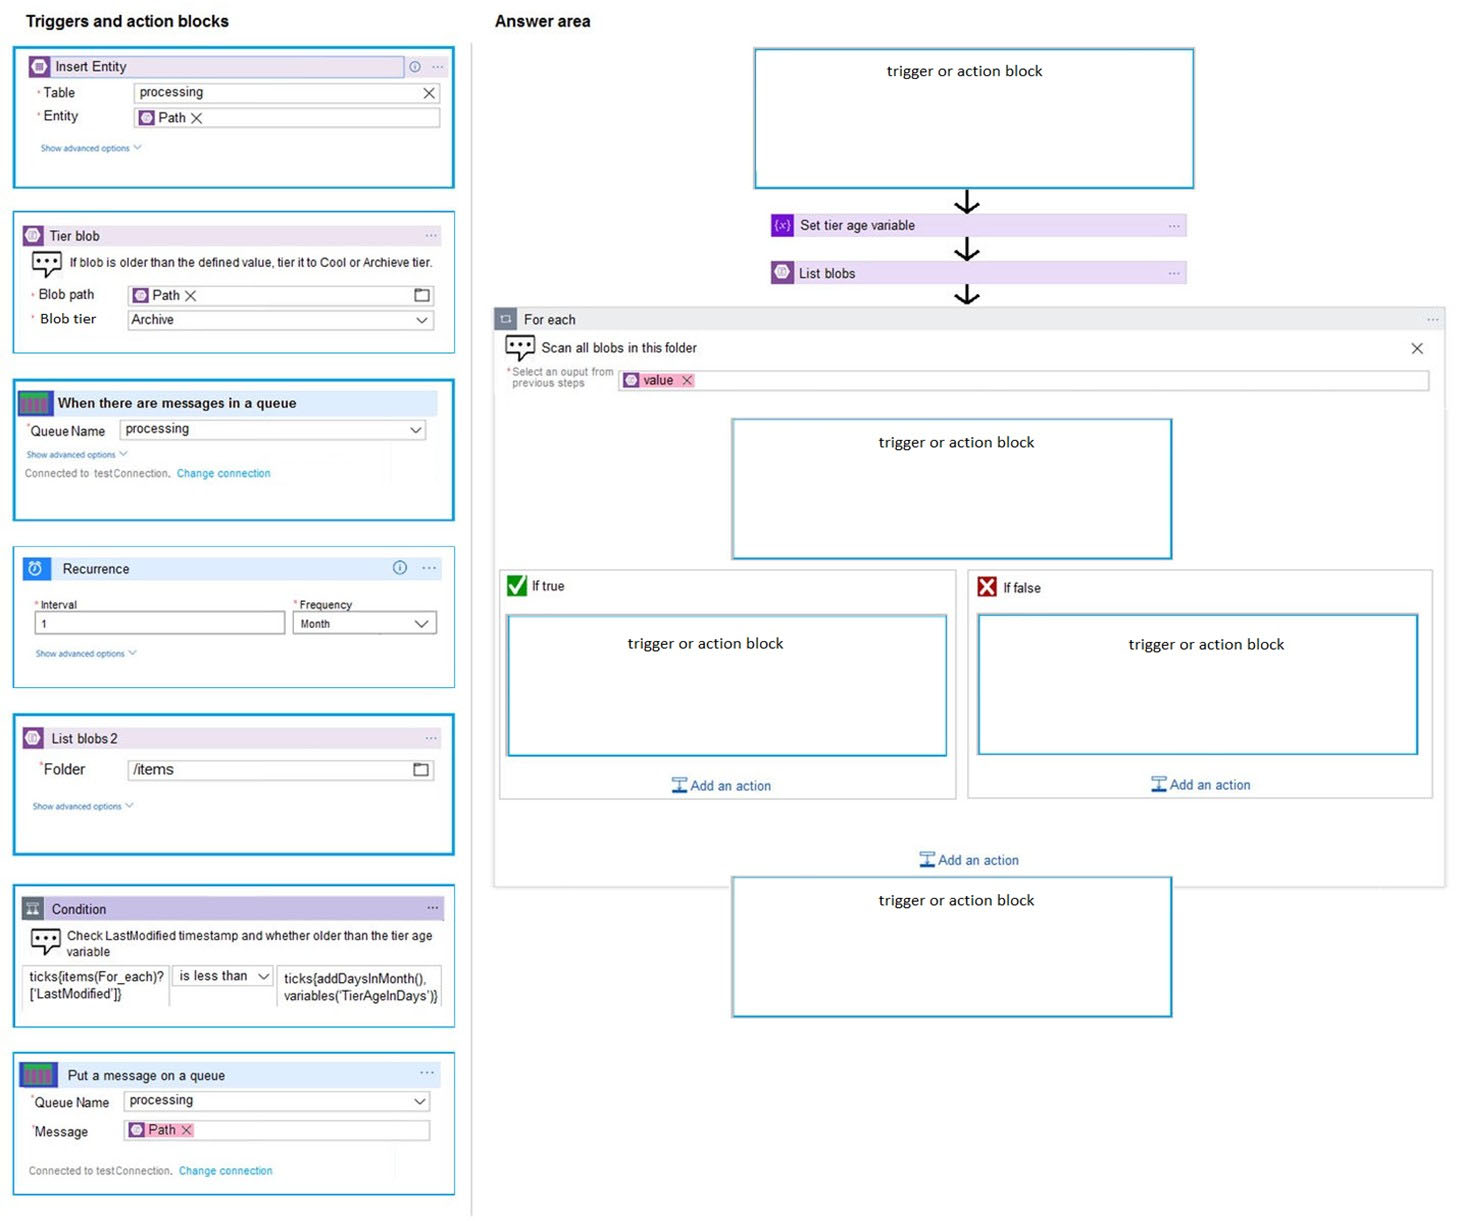 Triggers and action blocks
Insert Entity
* Table
processing
* Entity
Path
Show advanced options
Tier blob
If blob is older than the defined value, tier it to Cool or Archieve tier.
* Blob path
Path
* Blob tier
Archive
When there are messages in a queue
*Queue Name
processing
Show advanced options
Connected to testConnection. Change connection
Recurrence
* Interval
* Frequency
1
Month
Show advanced options
List blobs 2
*Folder
/items
Show advanced options
Condition
Check LastModified timestamp and whether older than the tier age
variable
ticks{items(For_each)?
['LastModified']}
is less than
ticks{addDaysInMonth(),
variables('TierAgeInDays')}
Put a message on a queue
*Queue Name
processing
*Message
Path
Connected to testConnection. Change connection
Answer area
trigger or action block
{x} Set tier age variable
List blobs
For each
Scan all blobs in this folder
*Select an ouput from
previous steps
value
trigger or action block
If true
trigger or action block
Add an action
If false
trigger or action block
Add an action
Add an action
trigger or action block